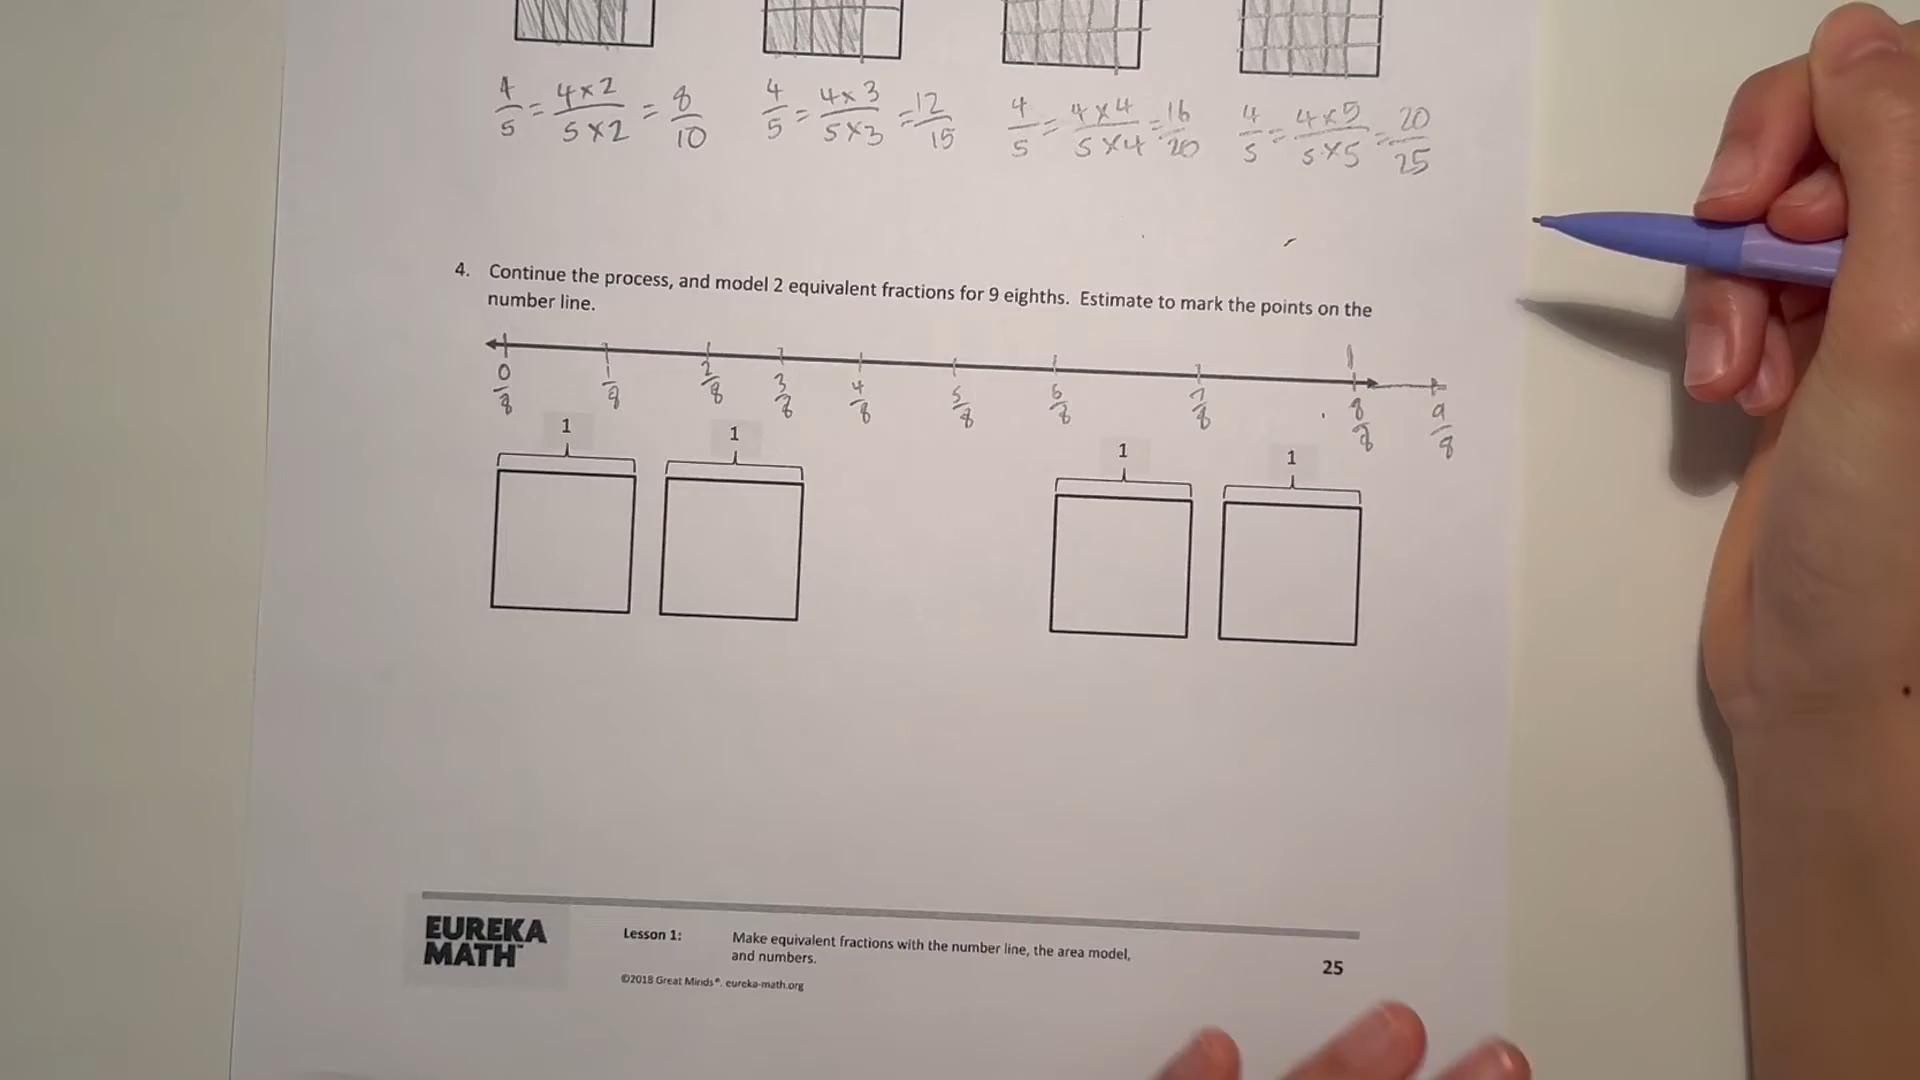 4/5 = 4×2/5×2 = 8/10   4/5 = 4×3/5×3 = 12/15   4/5 = 4×4/5×4 = 16/20   4/5 = 4×5/5×5 = 20/25
4. Continue the process, and model 2 equivalent fractions for 9 eighths. Estimate to mark the points on the
number line.
1
0/8 1/8 2/8 3/8 4/8 5/8 6/8 7/8 8/8 9/8
1 1 1 1
EUREKA
MATH™
Lesson 1: Make equivalent fractions with the number line, the area model,
and numbers.
25
©2018 Great Minds®. eureka-math.org